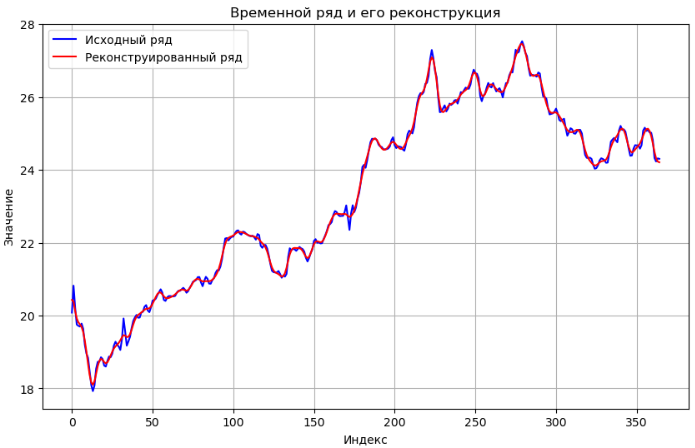 Временной ряд и его реконструкция
Исходный ряд
Реконструированный ряд
28
26
24
22
20
18
Значение
0 50 100 150 200 250 300 350
Индекс